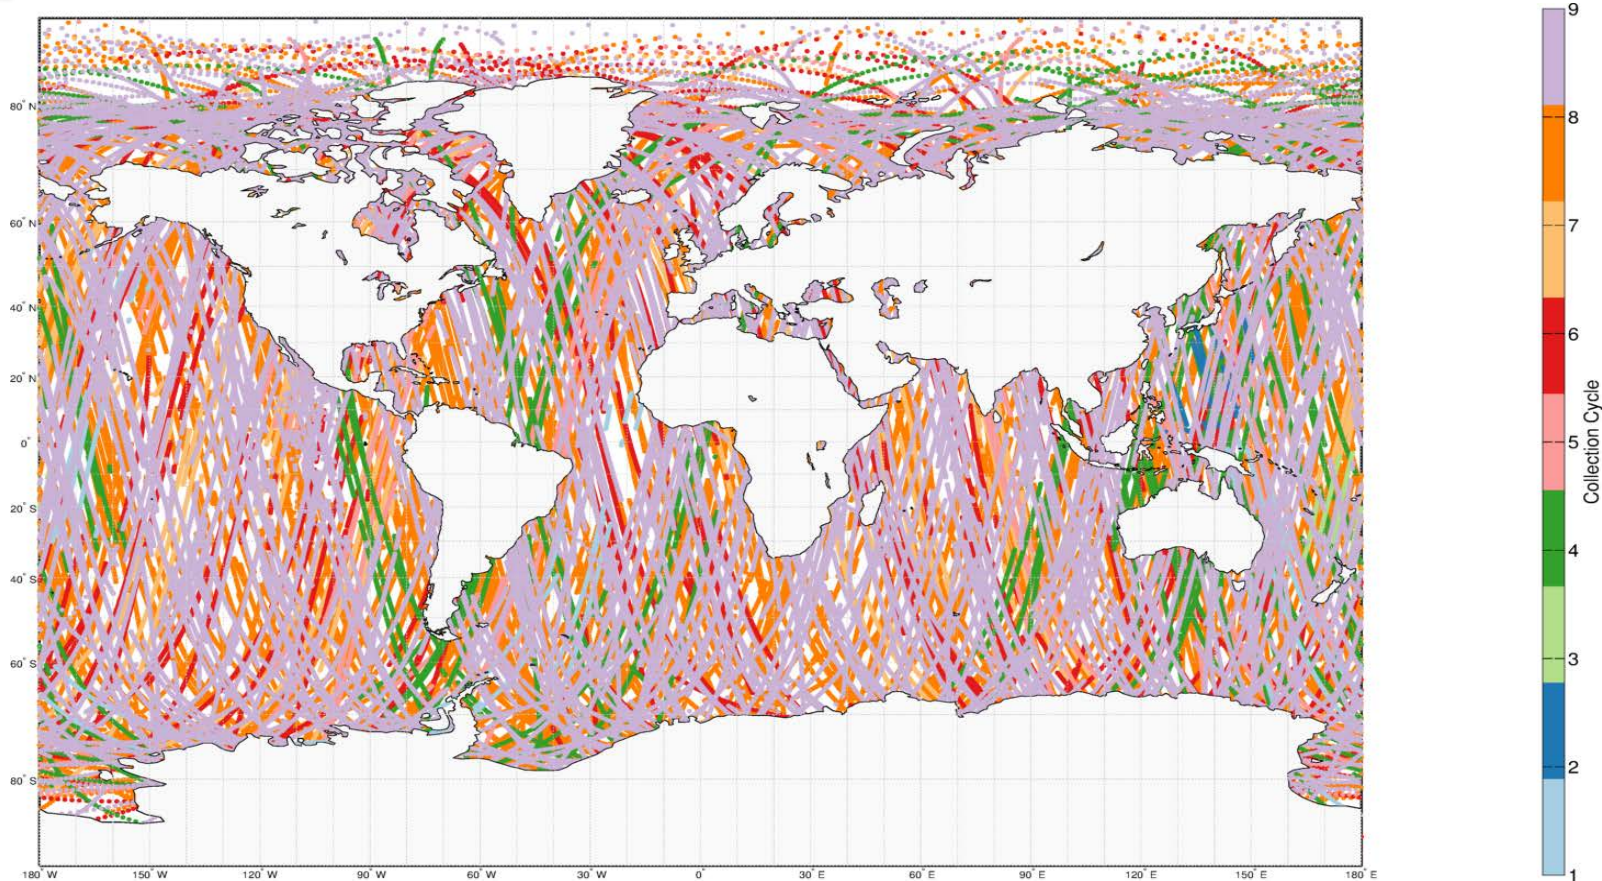 80° N
60° N
40° N
20° N
0°
20° S
40° S
60° S
80° S
180° W
150° W
120° W
90° W
60° W
30° W
0°
30° E
60° E
90° E
120° E
150° E
180° E
9
8
7
6
5
4
3
2
1
Collection Cycle